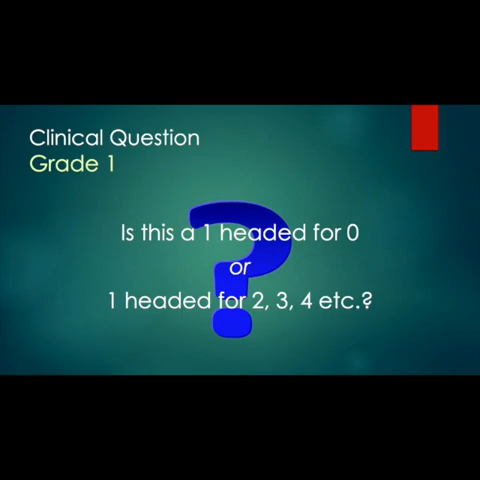 Clinical Question
Grade 1
Is this a 1 headed for 0
or
1 headed for 2, 3, 4 etc.?